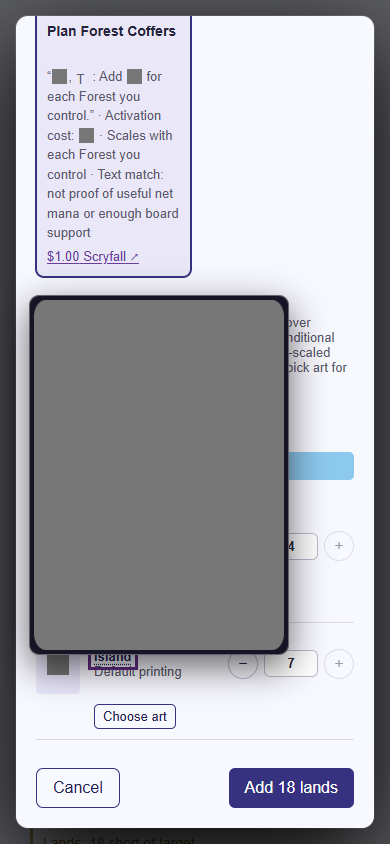 Plan Forest Coffers
“ , T : Add for
each Forest you
control.” · Activation
cost: · Scales with
each Forest you
control · Text match:
not proof of useful net
mana or enough board
support
$1.00 Scryfall ↗
over
-scaled
pick art for
4 +
Island
Default printing
− 7 +
Choose art
Cancel
Add 18 lands
Lands: 18 short of target